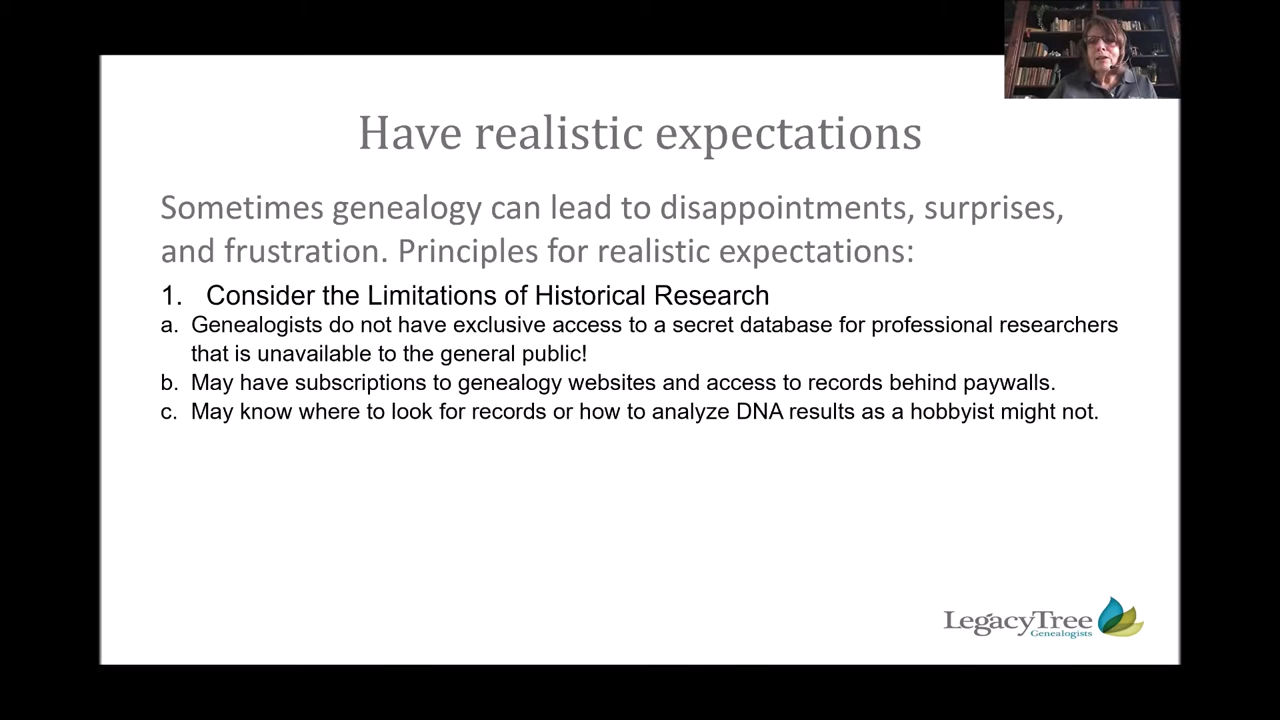 Have realistic expectations
Sometimes genealogy can lead to disappointments, surprises,
and frustration. Principles for realistic expectations:
1. Consider the Limitations of Historical Research
a. Genealogists do not have exclusive access to a secret database for professional researchers
that is unavailable to the general public!
b. May have subscriptions to genealogy websites and access to records behind paywalls.
c. May know where to look for records or how to analyze DNA results as a hobbyist might not.
LegacyTree
Genealogists